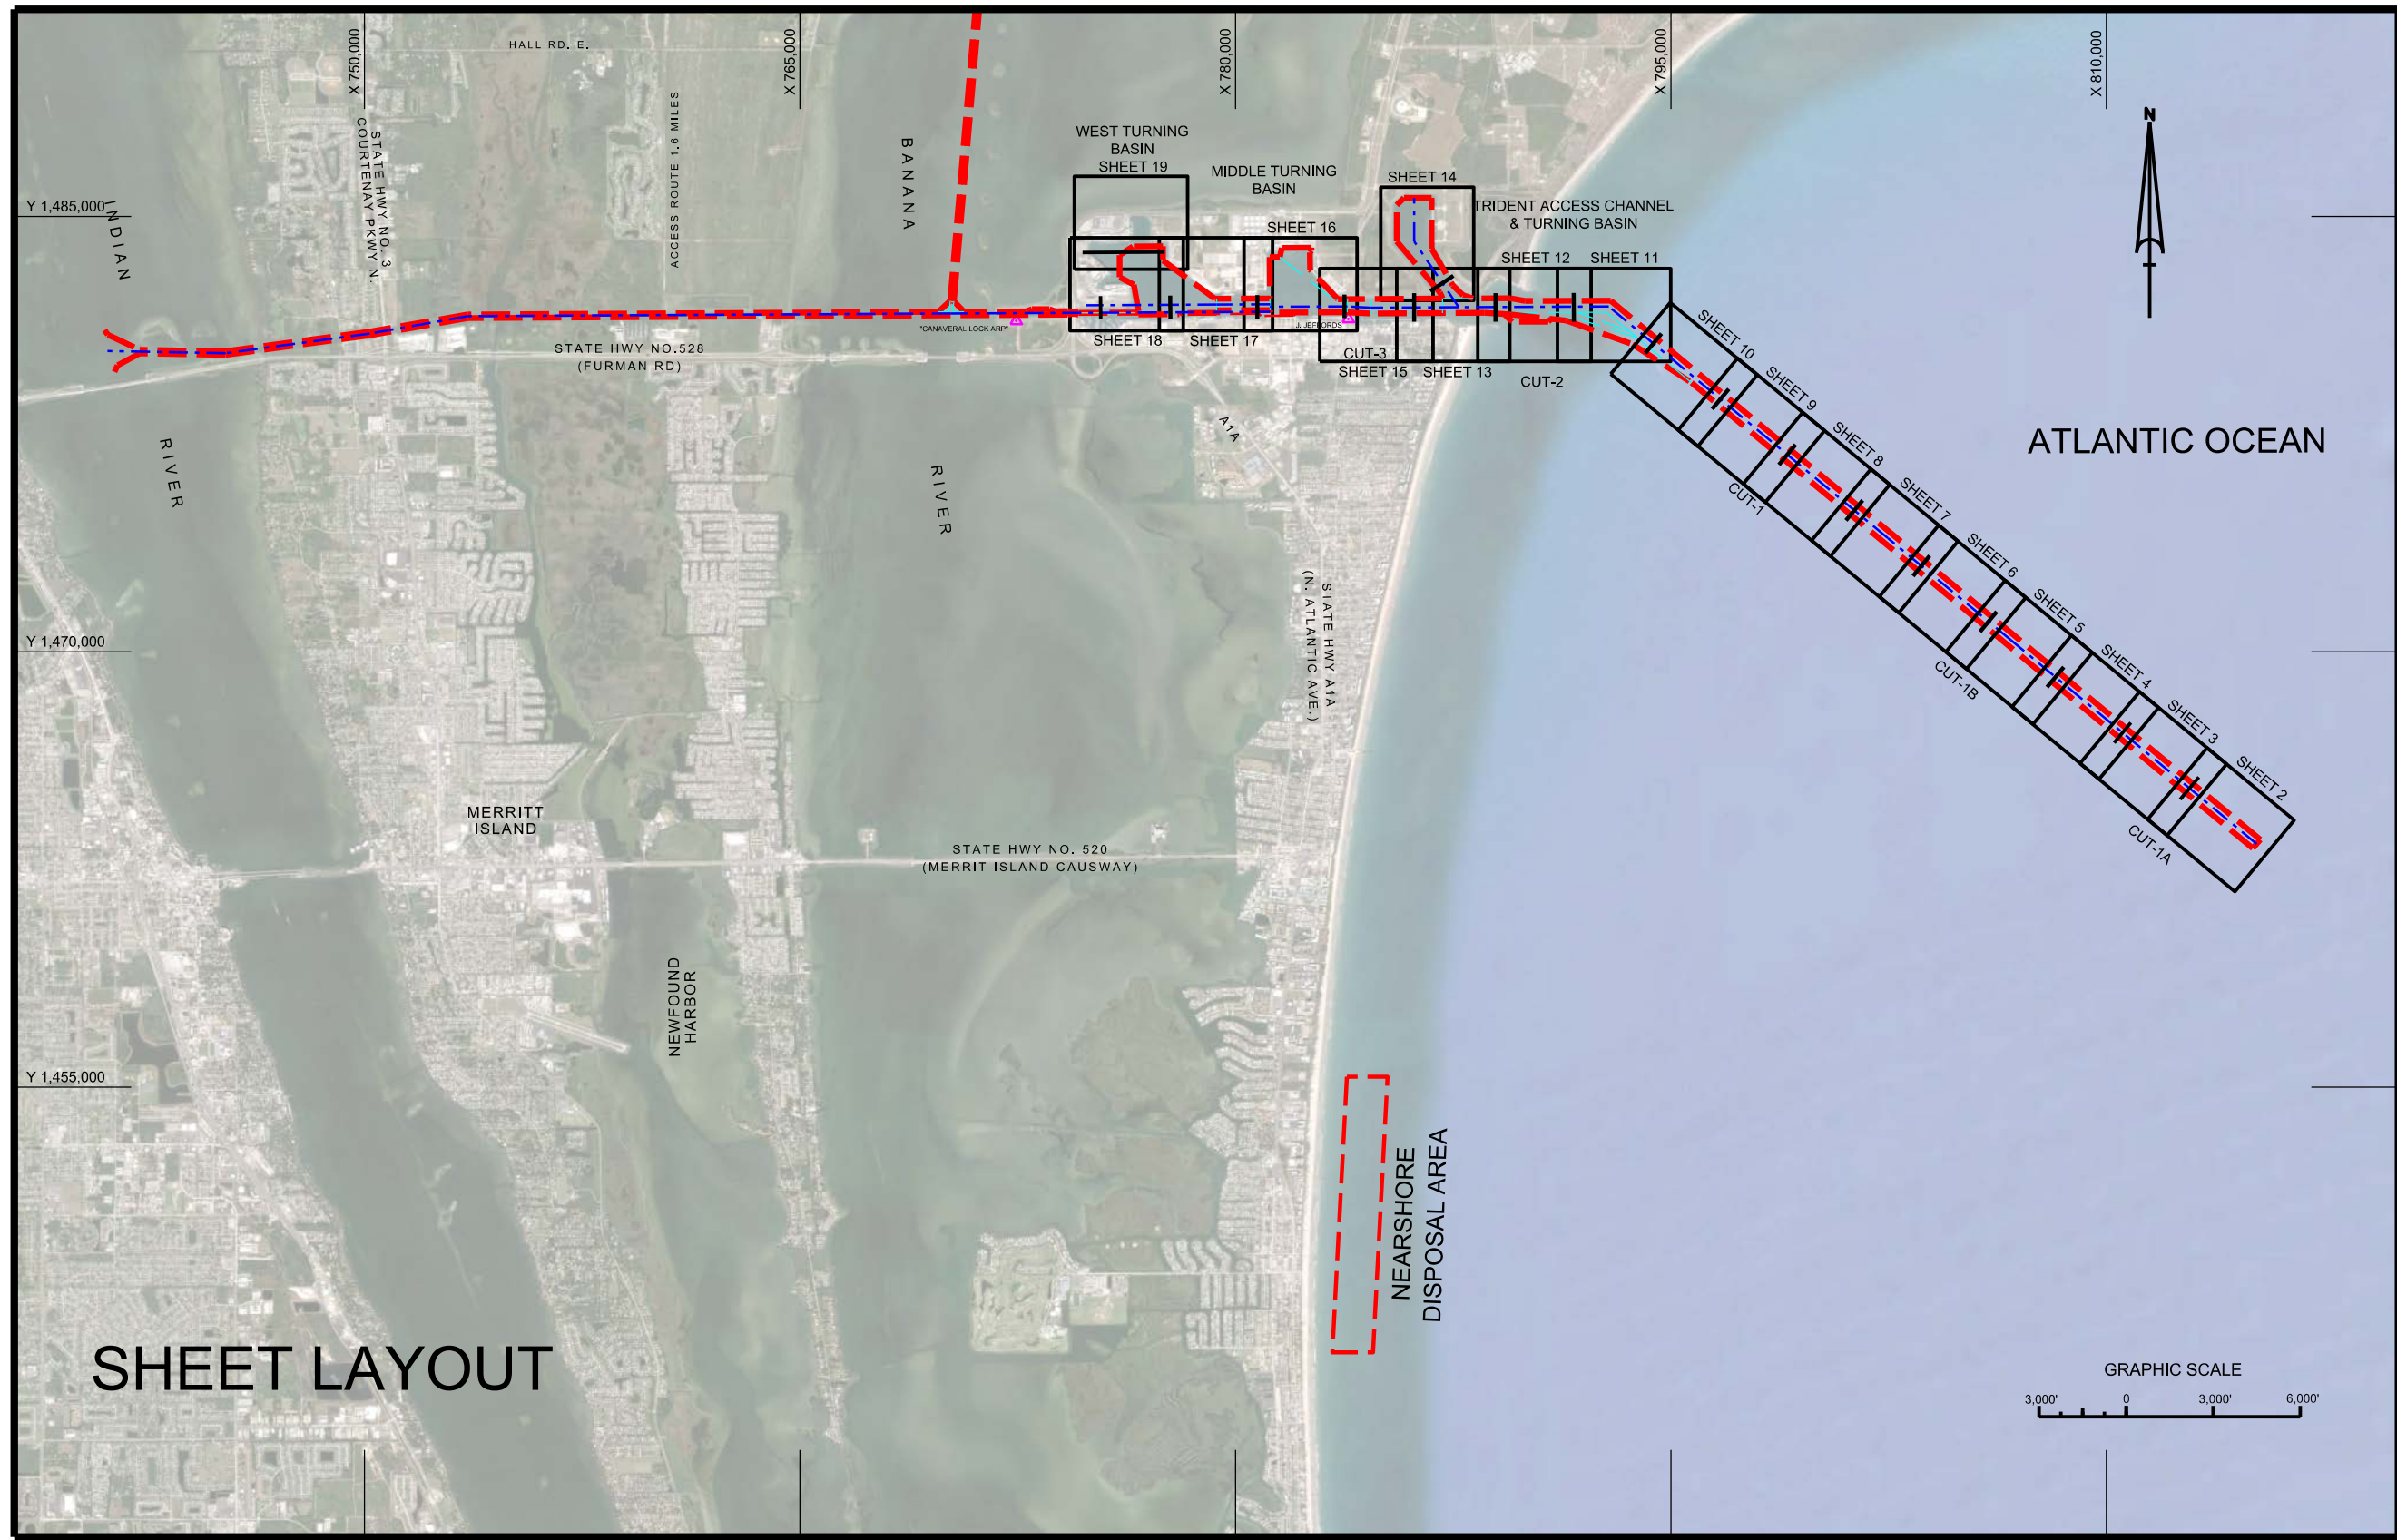 X 750,000
X 765,000
X 780,000
X 795,000
X 810,000
HALL RD. E.
STATE HWY NO. 3
COURTENAY PKWY N.
ACCESS ROUTE 1.6 MILES
BANANA
WEST TURNING
BASIN
SHEET 19
MIDDLE TURNING
BASIN
SHEET 14
N
Y 1,485,000
INDIAN
TRIDENT ACCESS CHANNEL
& TURNING BASIN
SHEET 16
SHEET 12
SHEET 11
"CANAVERAL LOCK ARP"
J. JEFFORDS
STATE HWY NO.528
(FURMAN RD)
SHEET 18
SHEET 17
CUT-3
SHEET 15
SHEET 13
CUT-2
SHEET 10
SHEET 9
SHEET 8
SHEET 7
SHEET 6
SHEET 5
SHEET 4
SHEET 3
SHEET 2
CUT-1
CUT-1B
CUT-1A
ATLANTIC OCEAN
A1A
RIVER
RIVER
STATE HWY A1A
(N. ATLANTIC AVE.)
Y 1,470,000
MERRITT
ISLAND
STATE HWY NO. 520
(MERRIT ISLAND CAUSWAY)
NEWFOUND
HARBOR
Y 1,455,000
NEARSHORE
DISPOSAL AREA
SHEET LAYOUT
GRAPHIC SCALE
3,000' 0 3,000' 6,000'